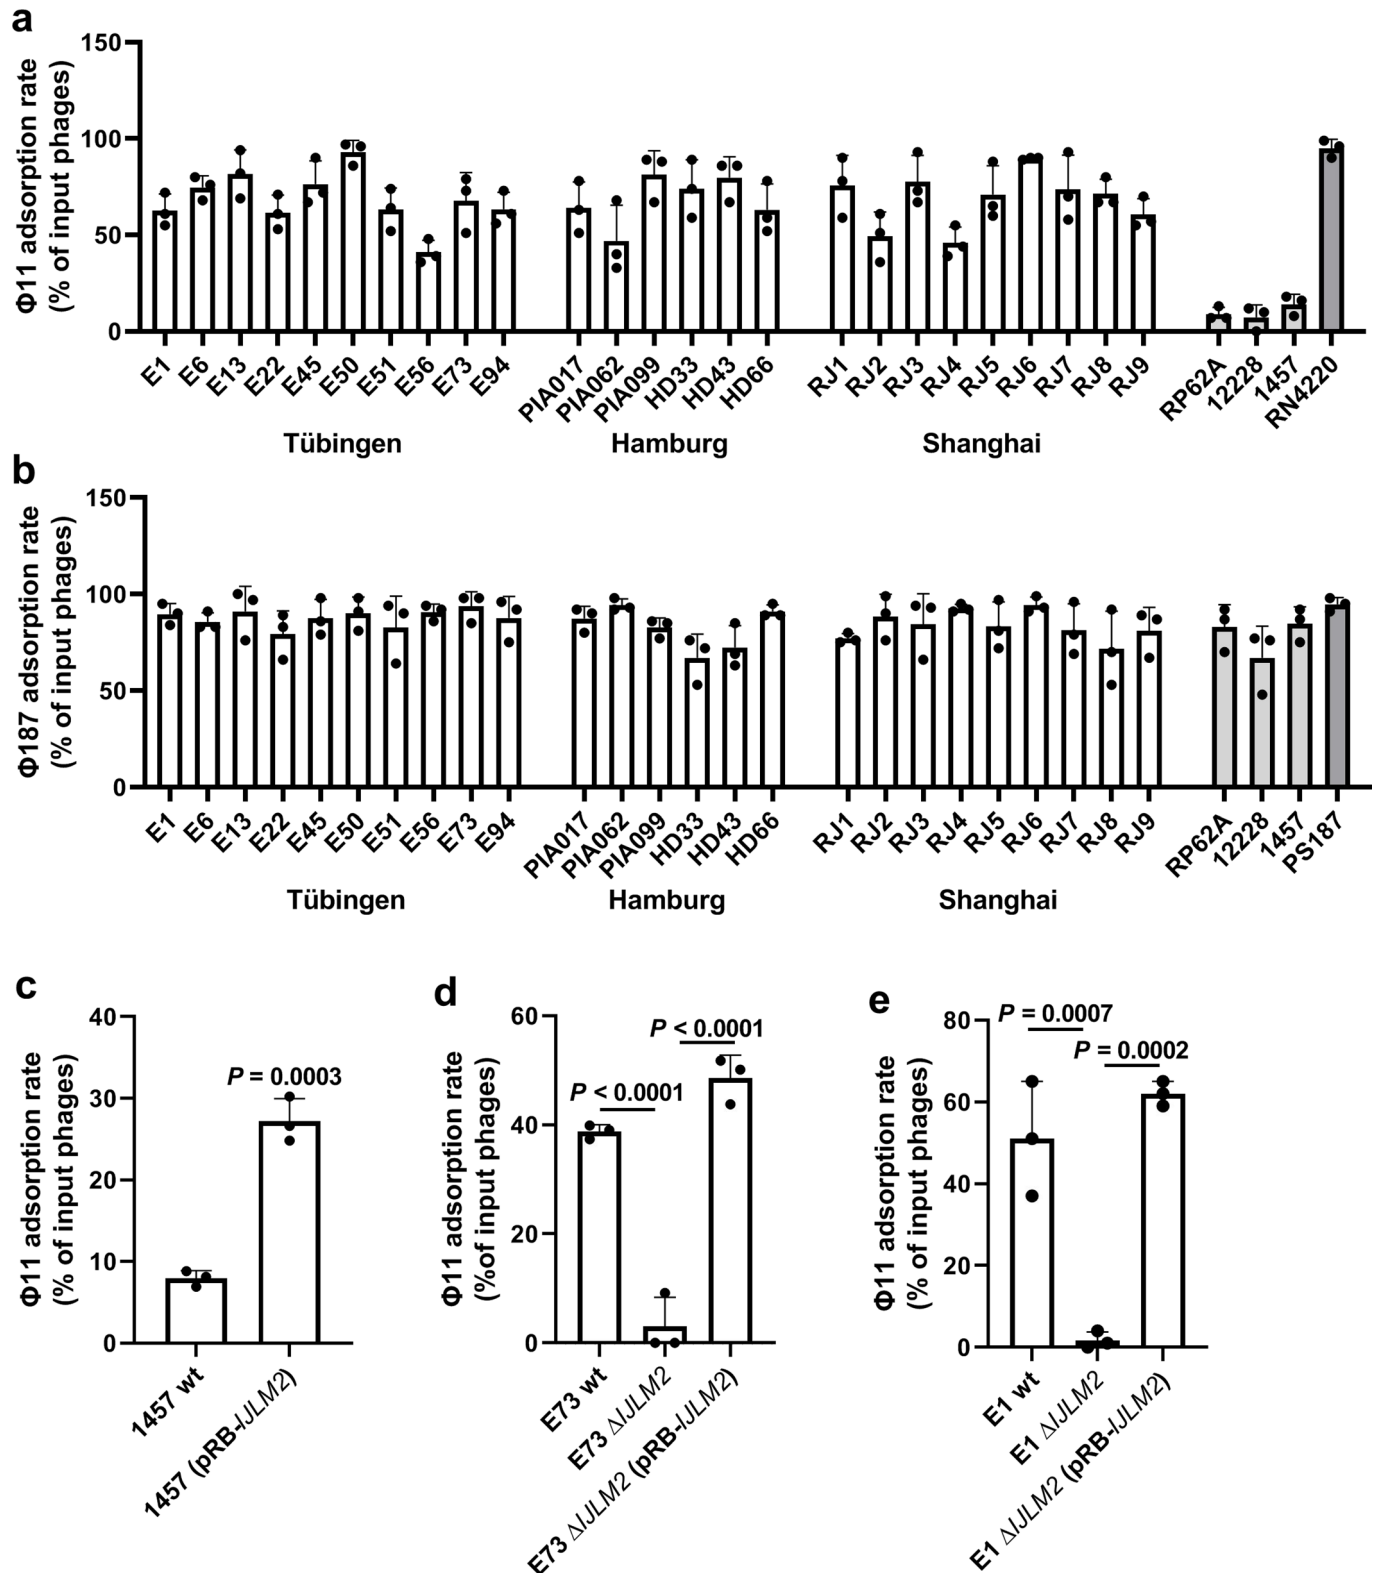 a
Φ11 adsorption rate
(% of input phages)
150
100
50
0
E1 E6 E13 E22 E45 E50 E51 E56 E73 E94 PIA017 PIA062 PIA099 HD33 HD43 HD66 RJ1 RJ2 RJ3 RJ4 RJ5 RJ6 RJ7 RJ8 RJ9 RP62A 12228 1457 RN4220
Tübingen Hamburg Shanghai
b
Φ187 adsorption rate
(% of input phages)
150
100
50
0
E1 E6 E13 E22 E45 E50 E51 E56 E73 E94 PIA017 PIA062 PIA099 HD33 HD43 HD66 RJ1 RJ2 RJ3 RJ4 RJ5 RJ6 RJ7 RJ8 RJ9 RP62A 12228 1457 PS187
Tübingen Hamburg Shanghai
c
Φ11 adsorption rate
(% of input phages)
40
30
20
10
0
P = 0.0003
1457 wt
1457 (pRB-IJLM2)
d
Φ11 adsorption rate
(%of input phages)
60
40
20
0
P < 0.0001
P < 0.0001
E73 wt
E73 ΔIJLM2
E73 ΔIJLM2 (pRB-IJLM2)
e
Φ11 adsorption rate
(% of input phages)
80
60
40
20
0
P = 0.0007
P = 0.0002
E1 wt
E1 ΔIJLM2
E1 ΔIJLM2 (pRB-IJLM2)